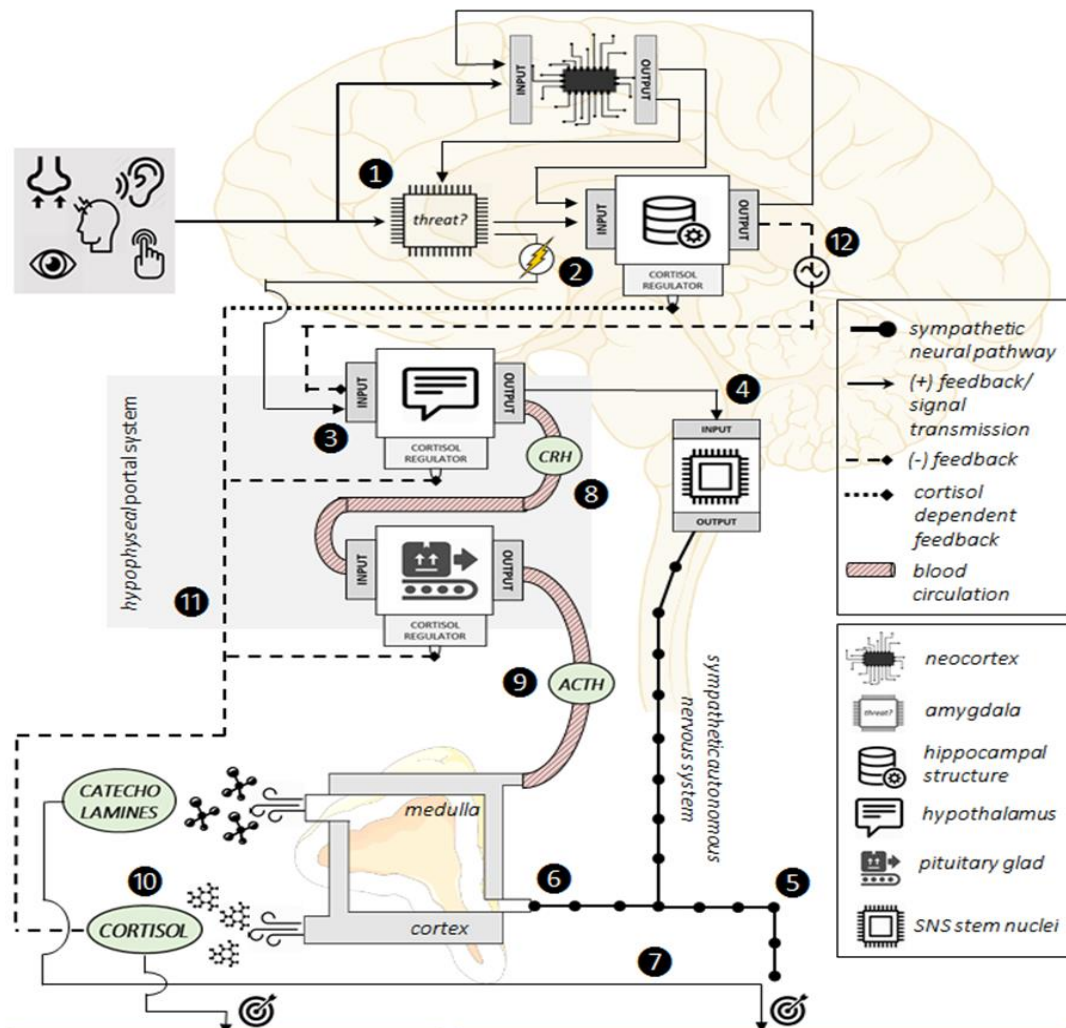 INPUT
OUTPUT
1
threat?
2
INPUT
OUTPUT
CORTISOL
REGULATOR
12
sympathetic
neural pathway
(+) feedback/
signal
transmission
(-) feedback
cortisol
dependent
feedback
blood
circulation
hypophyseal portal system
3
INPUT
OUTPUT
CORTISOL
REGULATOR
CRH
8
4
INPUT
OUTPUT
INPUT
OUTPUT
CORTISOL
REGULATOR
11
9
ACTH
sympathetic autonomous
nervous system
neocortex
threat?
amygdala
hippocampal
structure
hypothalamus
pituitary glad
SNS stem nuclei
CATECHO
LAMINES
medulla
10
CORTISOL
cortex
6
5
7